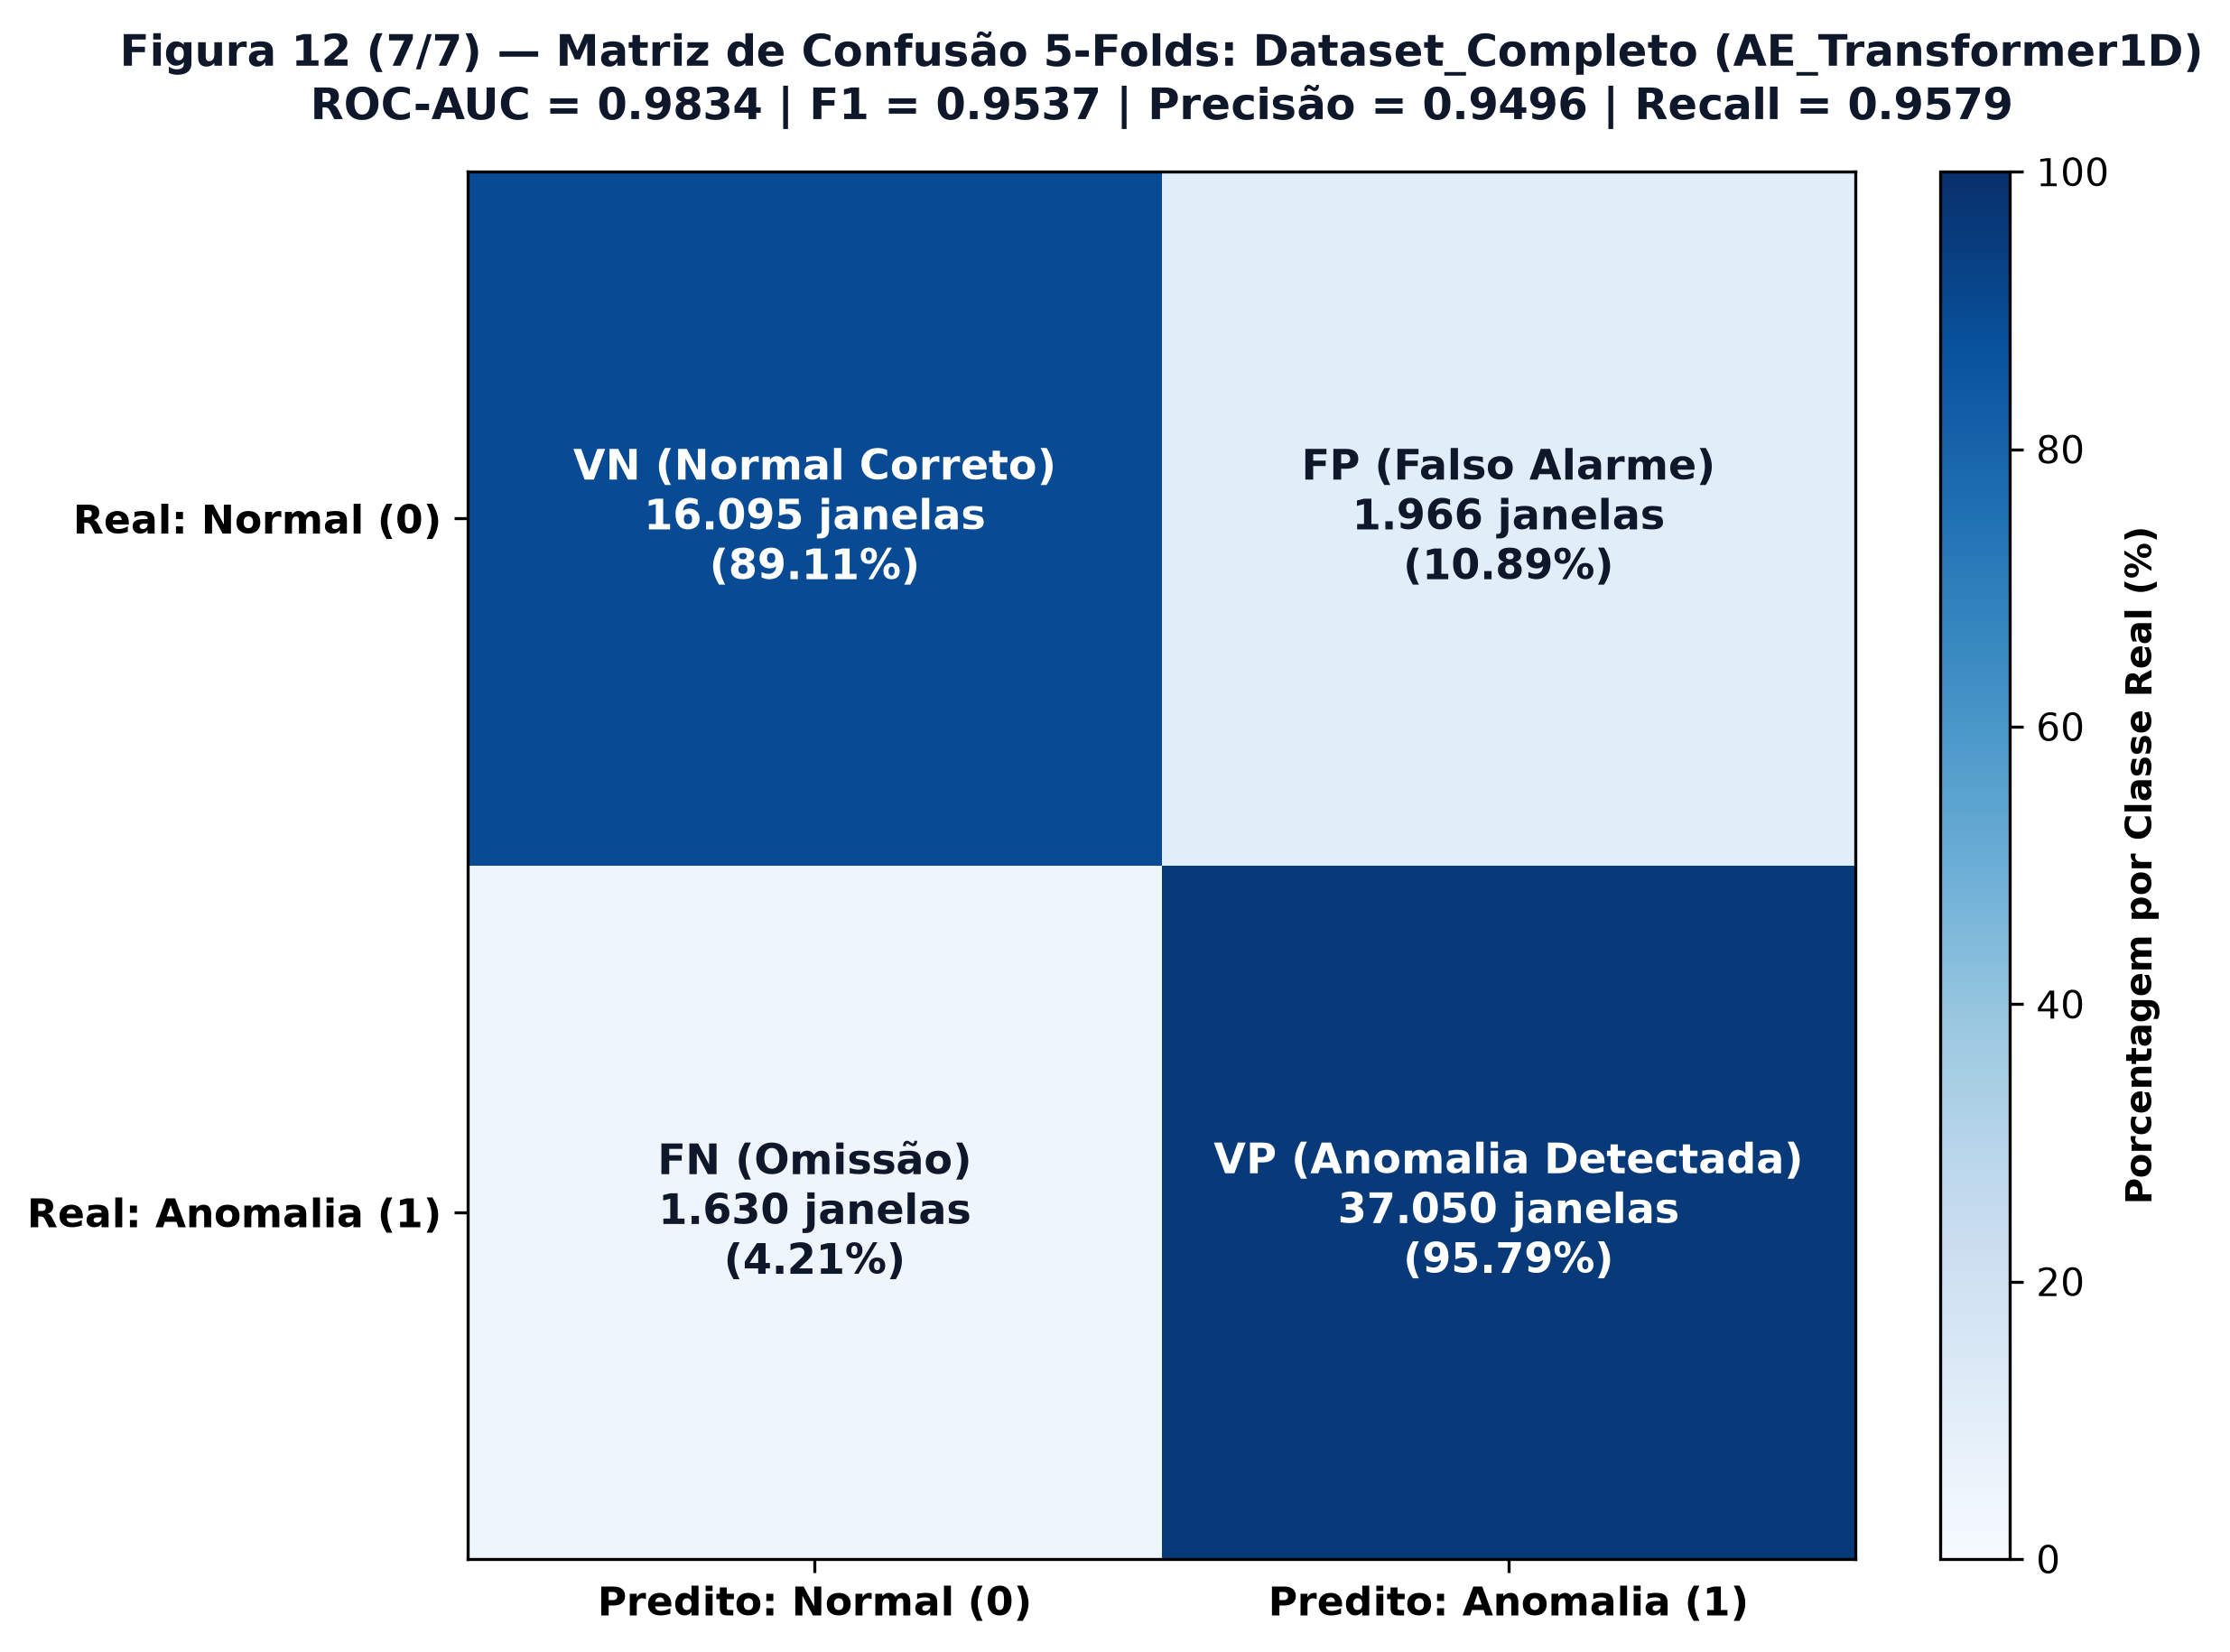 Figura 12 (7/7) — Matriz de Confusão 5-Folds: Dataset_Completo (AE_Transformer1D)
ROC-AUC = 0.9834 | F1 = 0.9537 | Precisão = 0.9496 | Recall = 0.9579
Real: Normal (0)
VN (Normal Correto)
16.095 janelas
(89.11%)
FP (Falso Alarme)
1.966 janelas
(10.89%)
Real: Anomalia (1)
FN (Omissão)
1.630 janelas
(4.21%)
VP (Anomalia Detectada)
37.050 janelas
(95.79%)
Predito: Normal (0)
Predito: Anomalia (1)
100
80
60
40
20
0
Porcentagem por Classe Real (%)